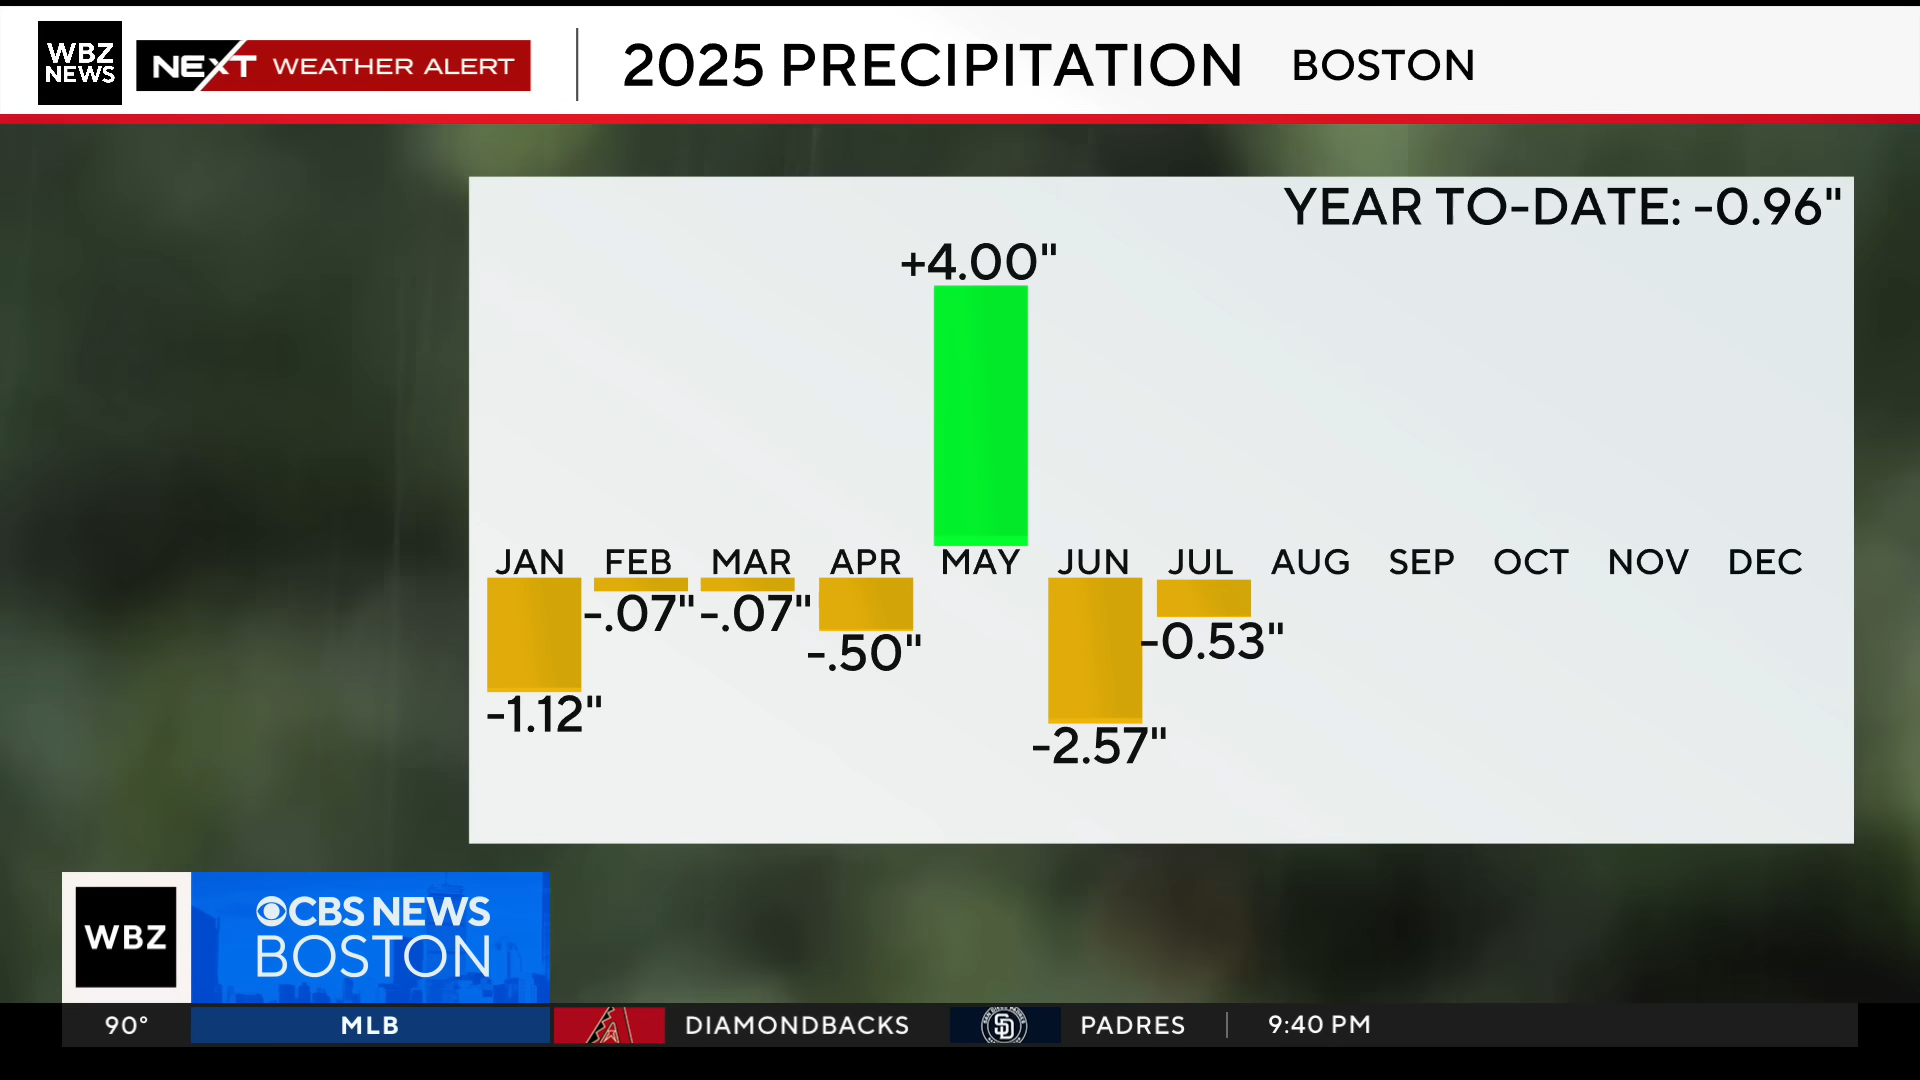 WBZ
NEWS
NEXT WEATHER ALERT
2025 PRECIPITATION BOSTON
YEAR TO-DATE: -0.96"
+4.00"
JAN FEB MAR APR MAY JUN JUL AUG SEP OCT NOV DEC
-.07" -.07" -.50" -0.53"
-1.12" -2.57"
WBZ
CBS NEWS
BOSTON
90° MLB DIAMONDBACKS SD PADRES 9:40 PM